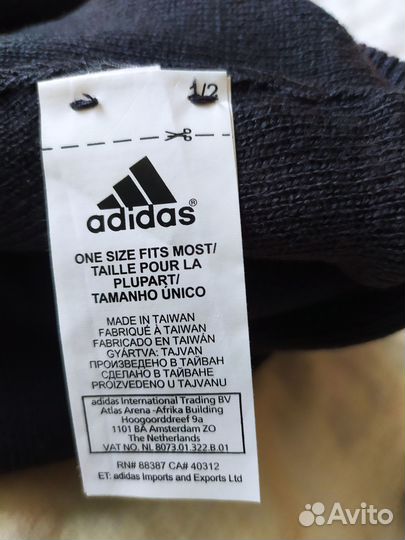 1/2
adidas®
ONE SIZE FITS MOST/
TAILLE POUR LA
PLUPART/
TAMANHO ÚNICO
MADE IN TAIWAN
FABRIQUÉ À TAIWAN
FABRICADO EN TAIWÁN
GYÁRTVA: TAJVAN
ПРОИЗВЕДЕНО В ТАЙВАН
СДЕЛАНО В ТАЙВАНЕ
PROIZVEDENO U TAJVANU
adidas International Trading BV
Atlas Arena -Afrika Building
Hoogoorddreef 9a
1101 BA Amsterdam ZO
The Netherlands
VAT NO. NL 8073.01.322.B.01
RN# 88387 CA# 40312
ET: adidas Imports and Exports Ltd
Avito